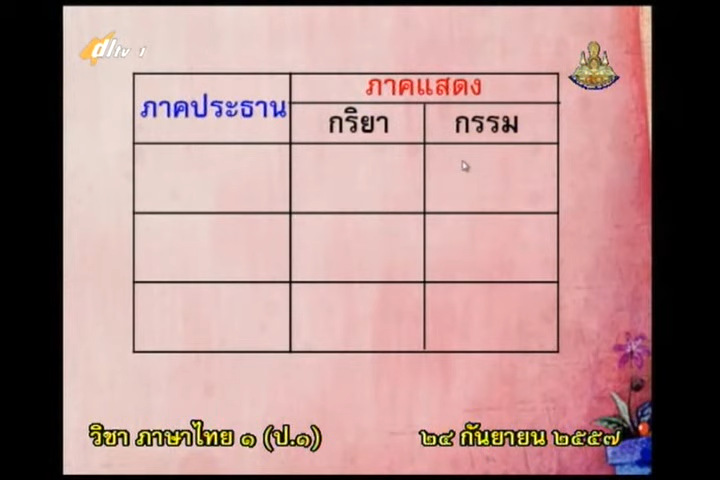 dltv 1
ภาคประธาน
ภาคแสดง
กริยา
กรรม
วิชา ภาษาไทย ๑ (ป.๑)
๒๔ กันยายน ๒๕๕๗